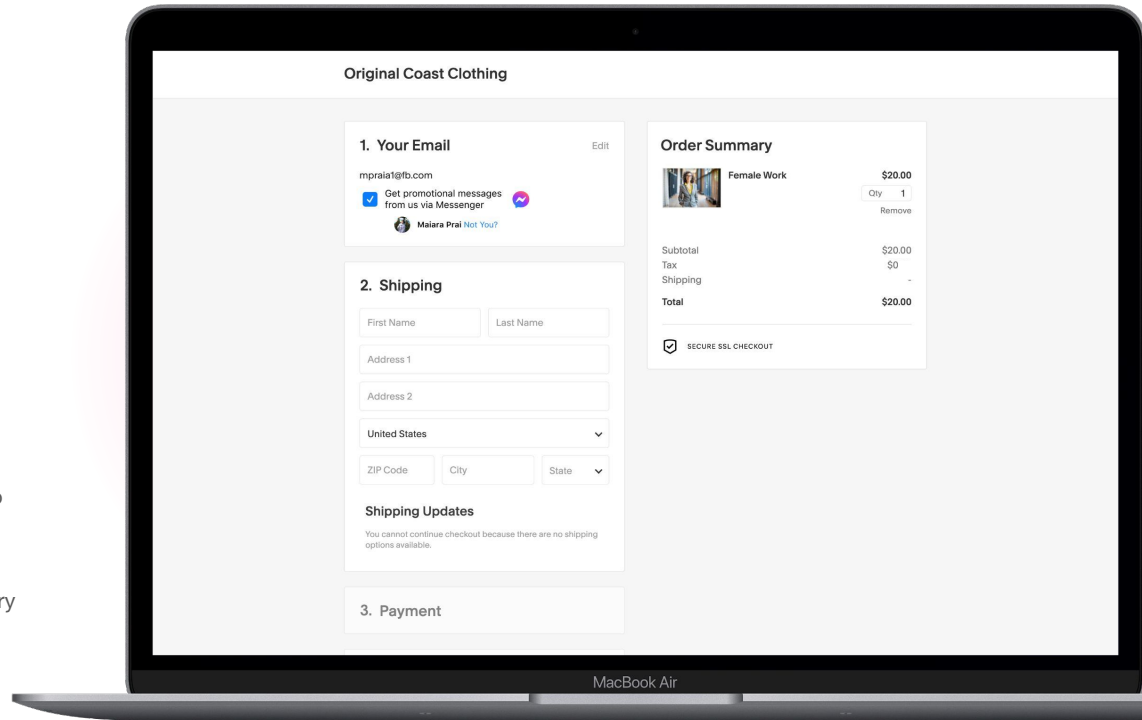 Original Coast Clothing
1. Your Email
Edit
mpraia1@fb.com
Get promotional messages
from us via Messenger
Maiara Prai Not You?
2. Shipping
First Name
Last Name
Address 1
Address 2
United States
ZIP Code
City
State
Shipping Updates
You cannot continue checkout because there are no shipping
options available.
3. Payment
Order Summary
Female Work
$20.00
Qty 1
Remove
Subtotal $20.00
Tax $0
Shipping -
Total $20.00
SECURE SSL CHECKOUT
MacBook Air